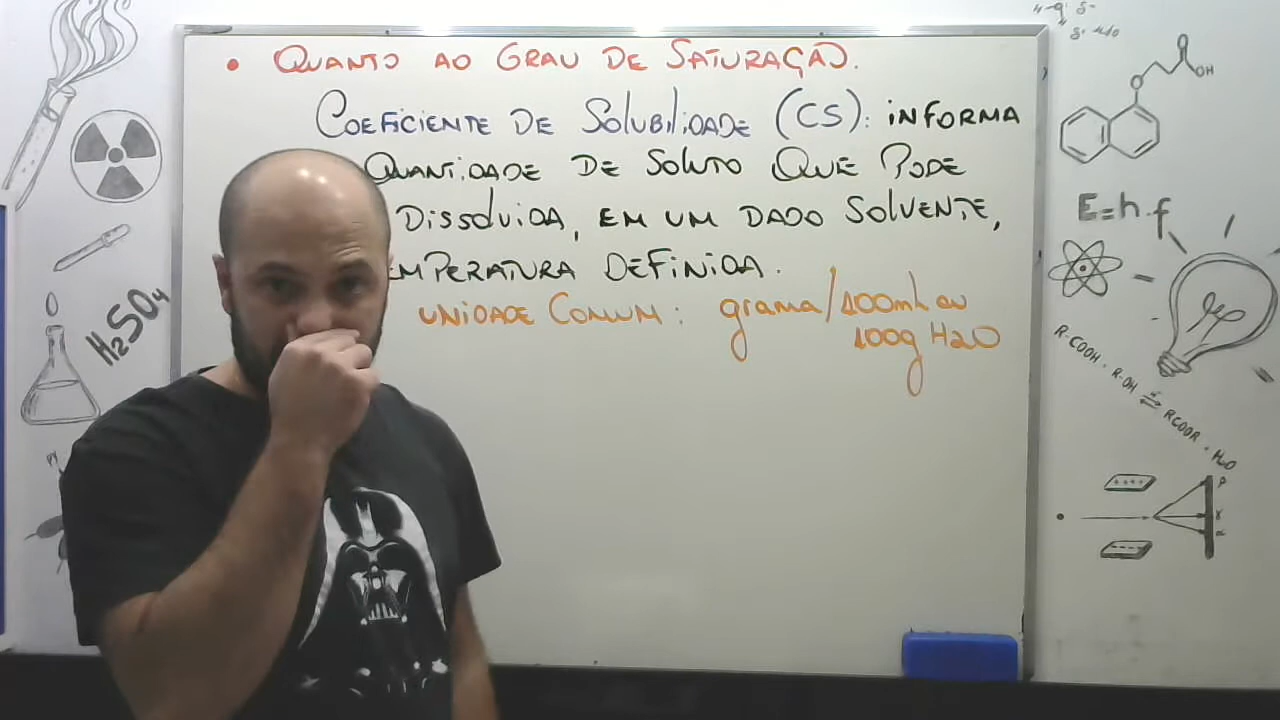 • QUANTO AO GRAU DE SATURAÇÃO.
COEFICIENTE DE SOLUBILIDADE (CS): INFORMA
QUANTIDADE DE SOLUTO QUE PODE
DISSOLVIDA, EM UM DADO SOLVENTE,
EMPERATURA DEFINIDA.
UNIDADE COMUM: grama/100mL ou
100g H2O
H2SO4
OH
E=h.f
R-COOH + R-OH ⇌ RCOOR + H2O
β
γ
α